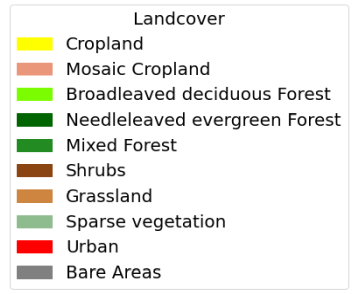 Landcover
Cropland
Mosaic Cropland
Broadleaved deciduous Forest
Needleleaved evergreen Forest
Mixed Forest
Shrubs
Grassland
Sparse vegetation
Urban
Bare Areas